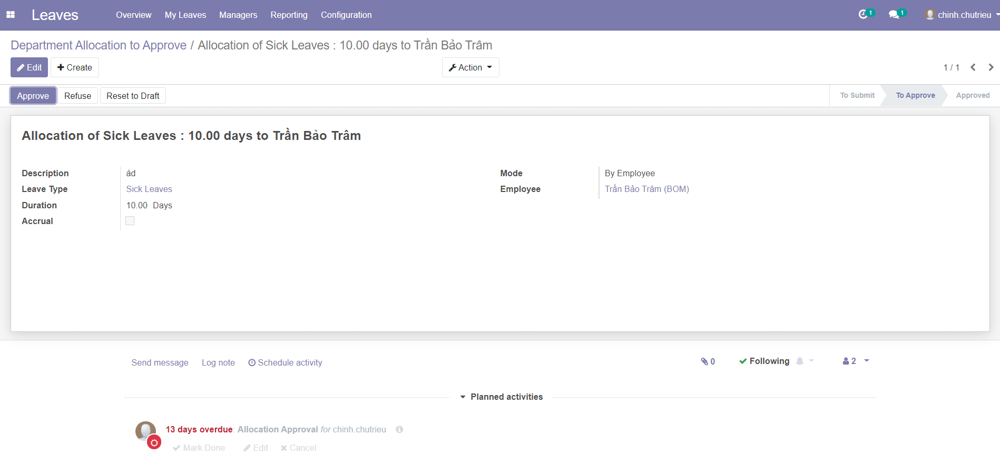 Leaves Overview My Leaves Managers Reporting Configuration 1 1 chinh.chutrieu
Department Allocation to Approve / Allocation of Sick Leaves : 10.00 days to Trần Bảo Trâm
Edit Create Action 1 / 1
Approve Refuse Reset to Draft To Submit To Approve Approved
Allocation of Sick Leaves : 10.00 days to Trần Bảo Trâm
Description ád Mode By Employee
Leave Type Sick Leaves Employee Trần Bảo Trâm (BOM)
Duration 10.00 Days
Accrual
Send message Log note Schedule activity 0 Following 2
Planned activities
13 days overdue: Allocation Approval for chinh.chutrieu
Mark Done Edit Cancel